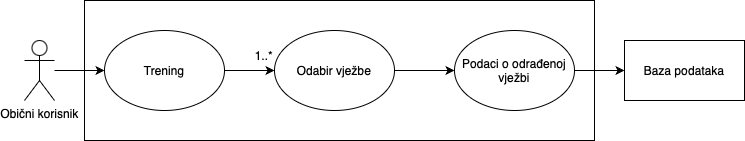 Obični korisnik
Trening
1..*
Odabir vježbe
Podaci o odrađenoj
vježbi
Baza podataka